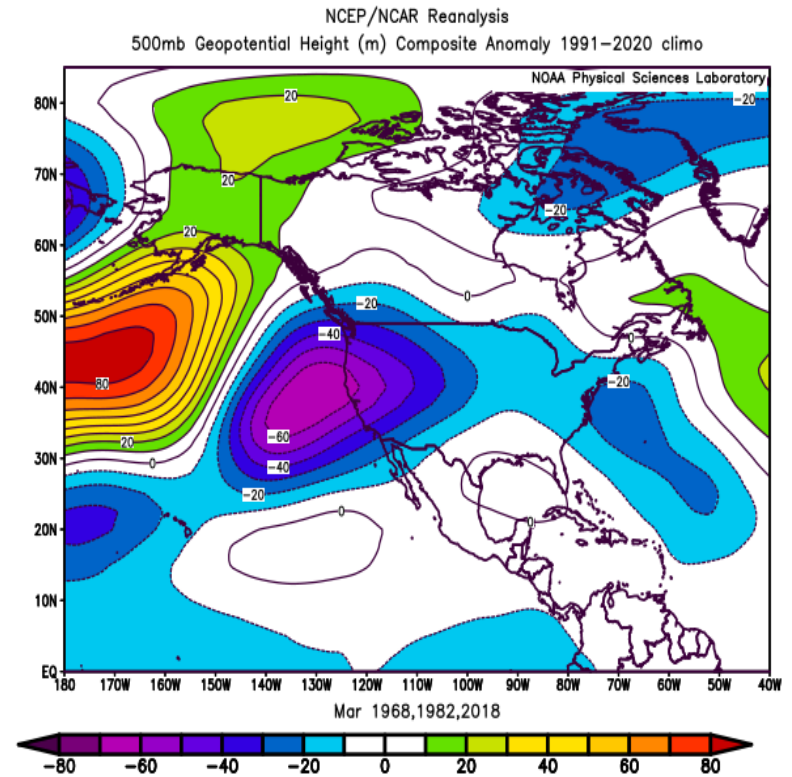 NCEP/NCAR Reanalysis
500mb Geopotential Height (m) Composite Anomaly 1991−2020 climo
NOAA Physical Sciences Laboratory
80N
70N
60N
50N
40N
30N
20N
10N
EQ
20
−20
20
−20
20
0
−20
−40
0
80
−20
−60
20
0
−40
−20
0
0
180 170W 160W 150W 140W 130W 120W 110W 100W 90W 80W 70W 60W 50W 40W
Mar 1968,1982,2018
−80 −60 −40 −20 0 20 40 60 80